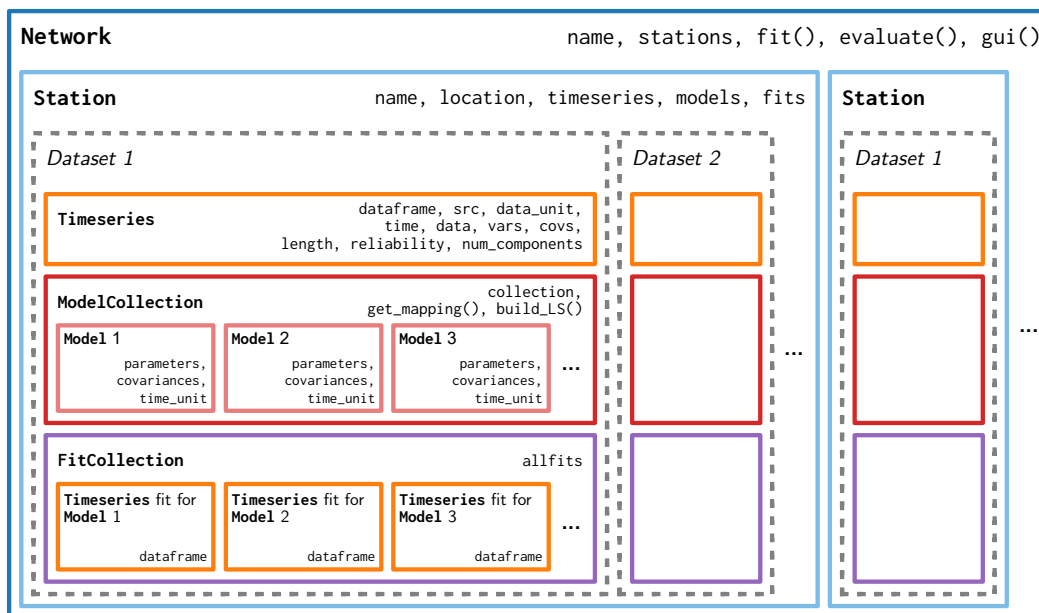 Network
name, stations, fit(), evaluate(), gui()
Station
name, location, timeseries, models, fits
Dataset 1
Timeseries
dataframe, src, data_unit,
time, data, vars, covs,
length, reliability, num_components
ModelCollection
collection,
get_mapping(), build_LS()
Model 1
parameters,
covariances,
time_unit
Model 2
parameters,
covariances,
time_unit
Model 3
parameters,
covariances,
time_unit
...
FitCollection
allfits
Timeseries fit for
Model 1
dataframe
Timeseries fit for
Model 2
dataframe
Timeseries fit for
Model 3
dataframe
...
Dataset 2
...
Station
Dataset 1
...